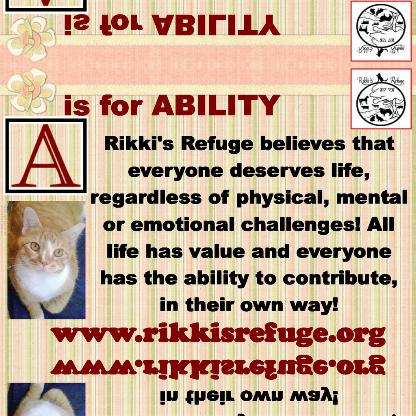 is for ABILITY
Rikki's Refuge
is for ABILITY
A
Rikki's Refuge believes that
everyone deserves life,
regardless of physical, mental
or emotional challenges! All
life has value and everyone
has the ability to contribute,
in their own way!
www.rikkisrefuge.org
www.rikkisrefuge.org
in their own way!